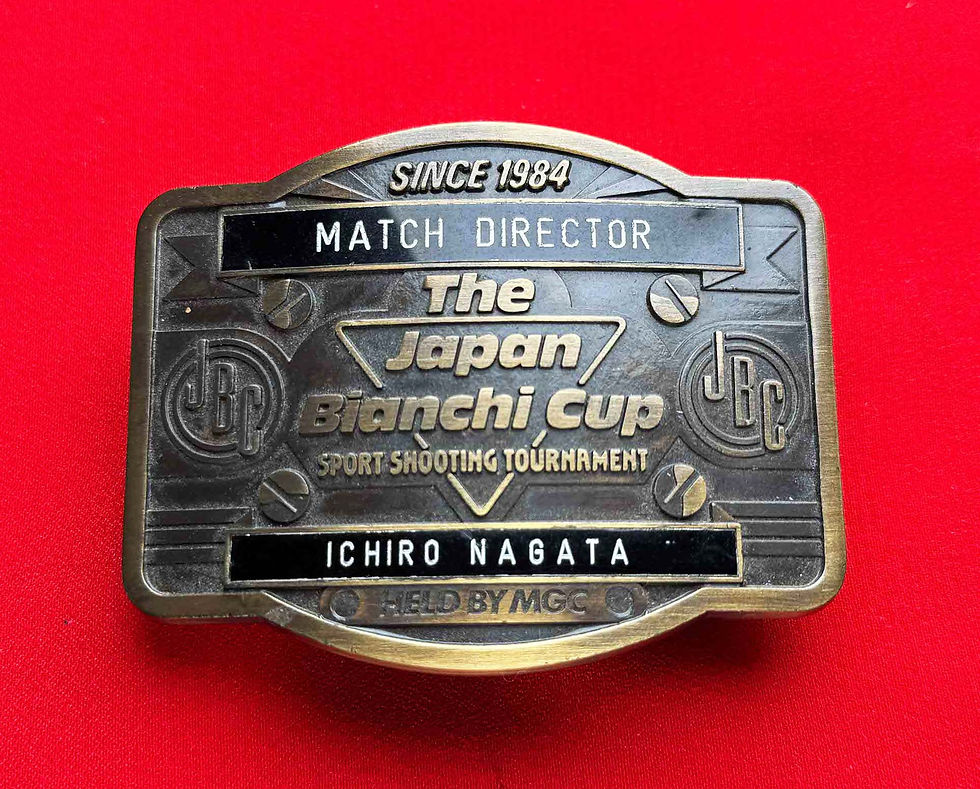 SINCE 1984
MATCH DIRECTOR
The
Japan
JBC
JBC
Bianchi Cup
SPORT SHOOTING TOURNAMENT
ICHIRO NAGATA
HELD BY MGC